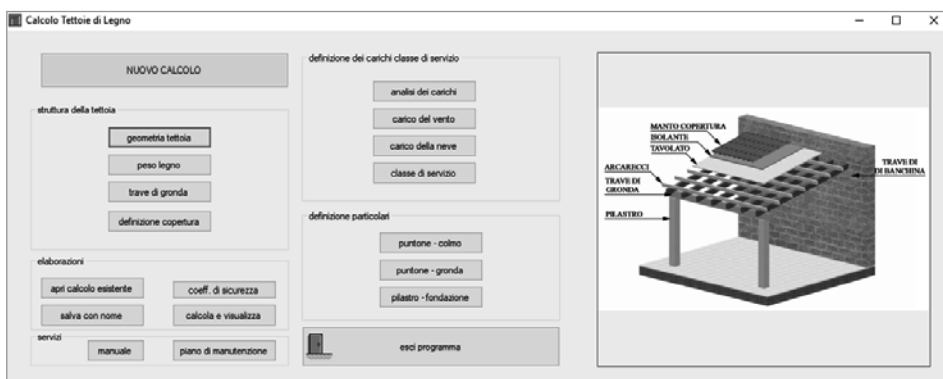 Calcolo Tettoie di Legno
NUOVO CALCOLO
struttura della tettoia
geometria tettoia
peso legno
trave di gronda
definizione copertura
elaborazioni
apri calcolo esistente
coeff. di sicurezza
salva con nome
calcola e visualizza
servizi
manuale
piano di manutenzione
definizione dei carichi classe di servizio
analisi dei carichi
carico del vento
carico della neve
classe di servizio
definizione particolari
puntone - colmo
puntone - gronda
pilastro - fondazione
esci programma
MANTO COPERTURA
ISOLANTE
TAVOLATO
ARCARECCI
TRAVE DI
GRONDA
PILASTRO
TRAVE DI
DI BANCHINA